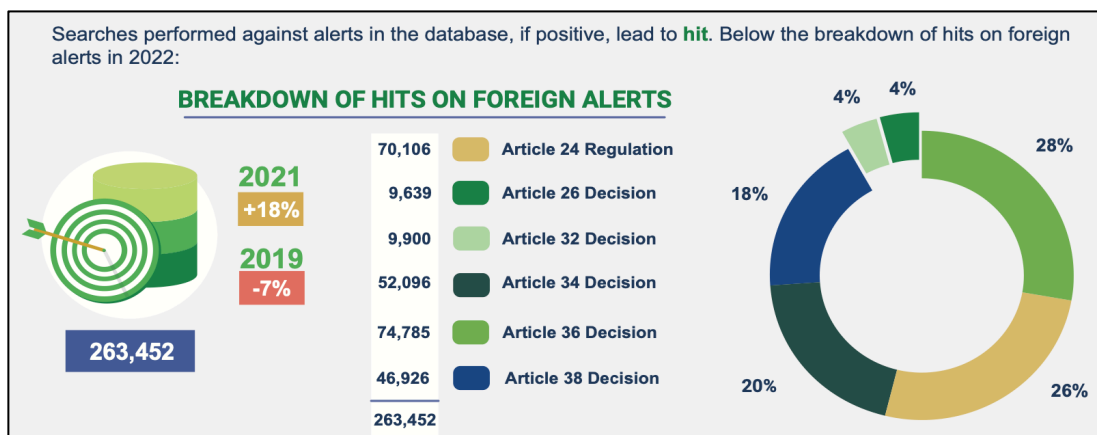 Searches performed against alerts in the database, if positive, lead to hit. Below the breakdown of hits on foreign
alerts in 2022:
BREAKDOWN OF HITS ON FOREIGN ALERTS
2021
+18%
2019
-7%
263,452
70,106 Article 24 Regulation
9,639 Article 26 Decision
9,900 Article 32 Decision
52,096 Article 34 Decision
74,785 Article 36 Decision
46,926 Article 38 Decision
263,452
4%
4%
28%
18%
20%
26%